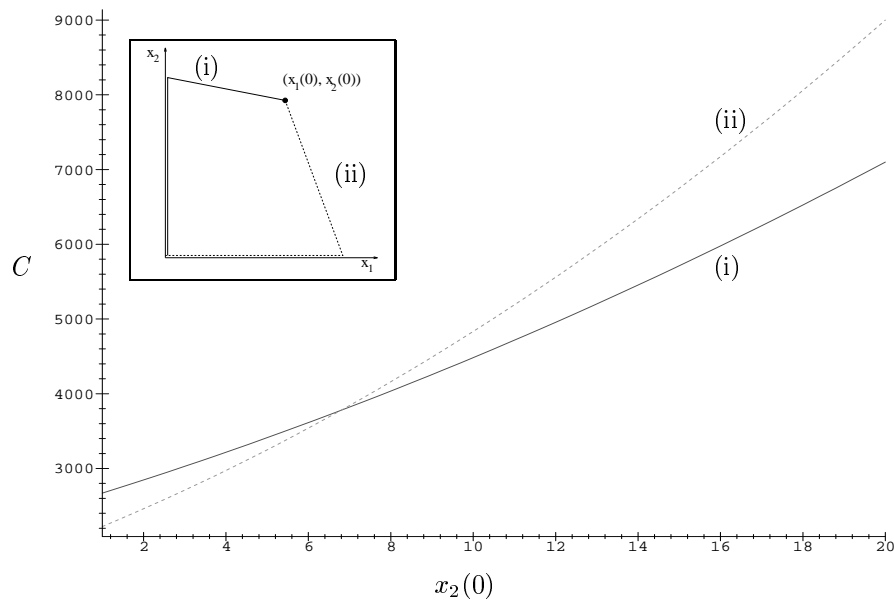 9000
8000
7000
6000
5000
4000
3000
C
x₂
(i)
(x₁(0), x₂(0))
(ii)
x₁
(ii)
(i)
2 4 6 8 10 12 14 16 18 20
x₂(0)